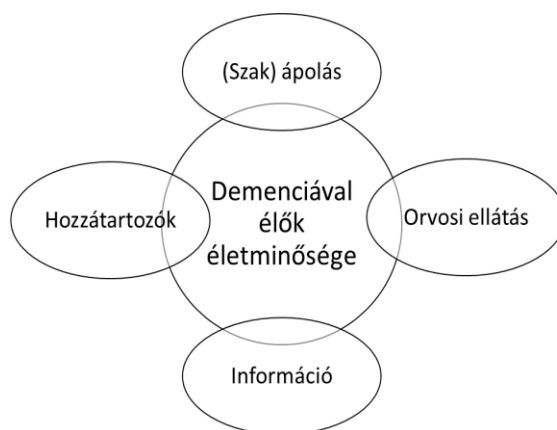 (Szak) ápolás
Hozzátartozók
Demenciával
élők
életminősége
Orvosi ellátás
Információ